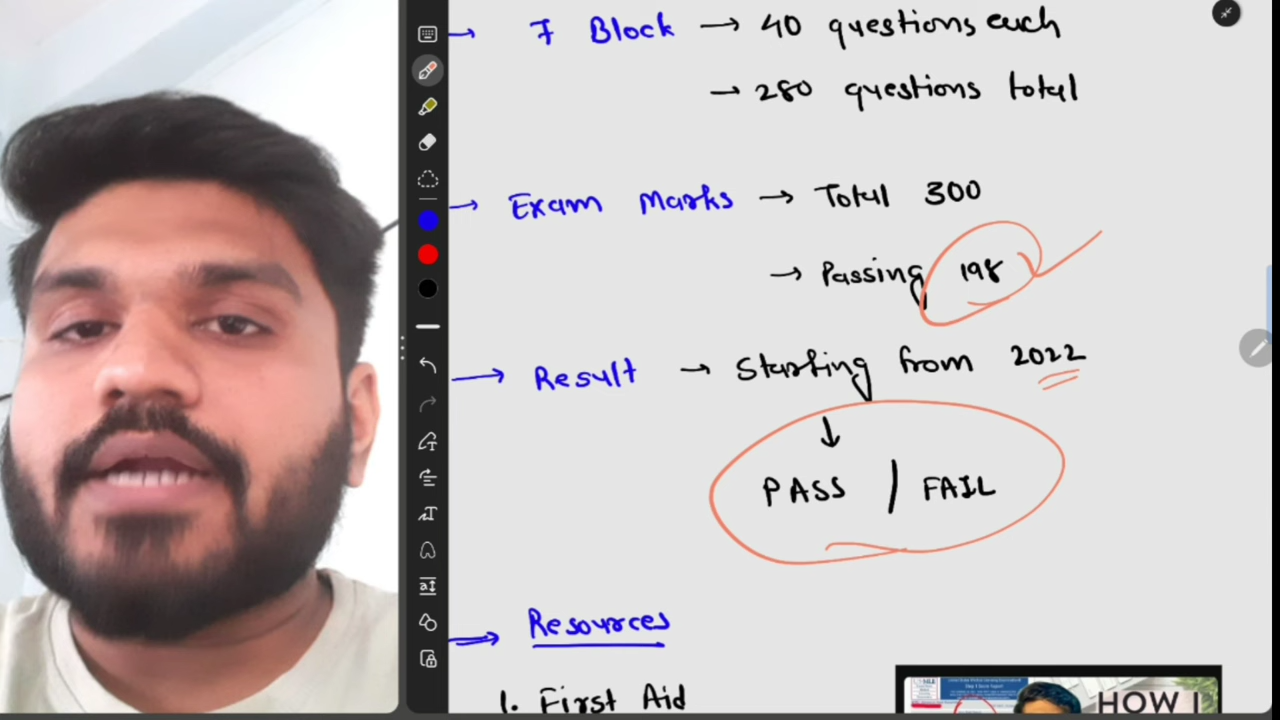 → 7 Block → 40 questions each
→ 280 questions total
→ Exam Marks → Total 300
→ Passing 198
→ Result → Starting from 2022
↓
PASS / FAIL
→ Resources
1. First Aid
HOW I